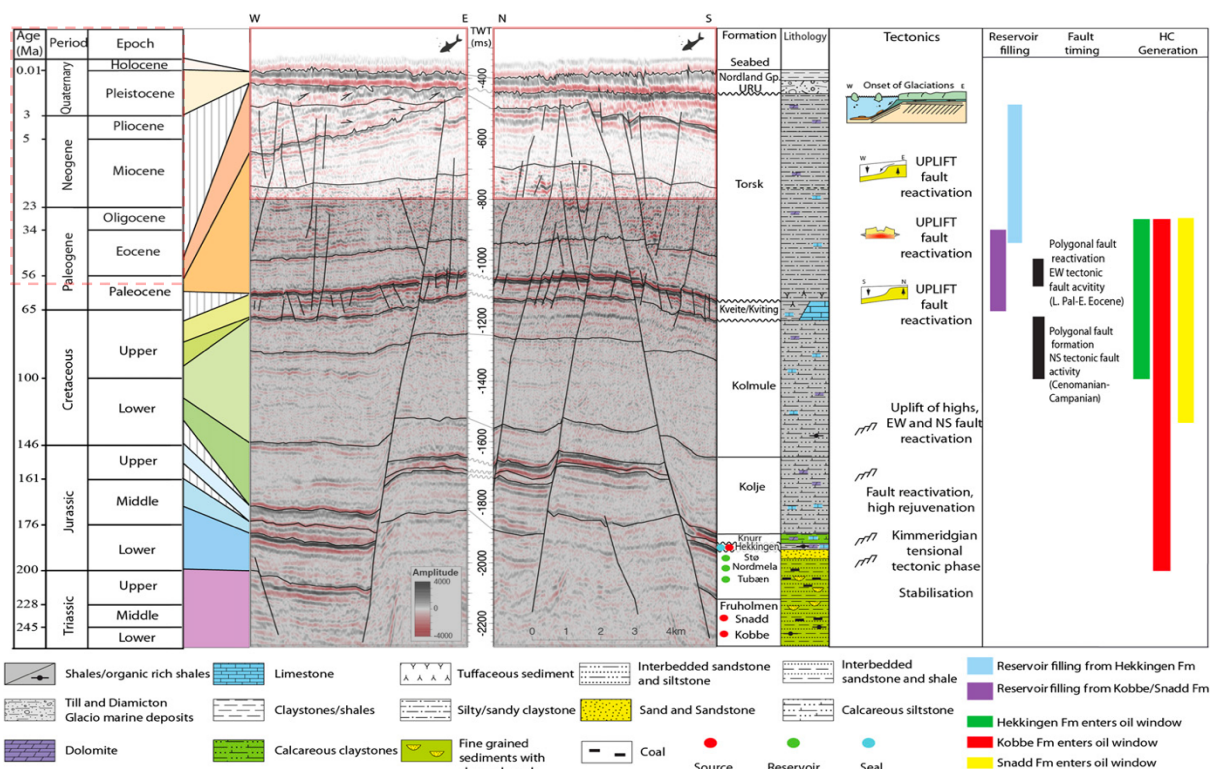 W E N S
Age
(Ma)
Period
Epoch
TWT
(ms)
Formation
Lithology
Tectonics
Reservoir
filling
Fault
timing
HC
Generation
0.01
3
5
23
34
56
65
100
146
161
176
200
228
245
Quaternary
Neogene
Paleogene
Cretaceous
Jurassic
Triassic
Holocene
eistocene
iocene
iocene
Oligocene
Eocene
Paleocene
Upper
Lower
Upper
Middle
Lower
Upper
Middle
Lower
-400
-600
-800
-1000
-1200
-1400
-1600
-1800
-2000
-2200
Amplitude
4000
-4000
0 1 2 3 4km
Seabed
Nordland Gp.
URU
Torsk
Kveite/Kviting
Kolmule
Kolje
Knurr
Hekkingen
Stø
Nordmela
Tubæn
Fruholmen
Snadd
Kobbe
W Onset of Glaciations E
W E
UPLIFT
fault
reactivation
UPLIFT
fault
reactivation
S N
UPLIFT
fault
reactivation
Uplift of highs,
EW and NS fault
reactivation
Fault reactivation,
high rejuvenation
Kimmeridgian
tensional
tectonic phase
Stabilisation
Polygonal fault
reactivation
EW tectonic
fault acvitity
(L. Pal-E. Eocene)
Polygonal fault
formation
NS tectonic fault
activity
(Cenomanian-
Campanian)
Shales/organic rich shales
Limestone
Tuffaceous sediment
Interbedded sandstone
and siltstone
Interbedded
sandstone and shale
Reservoir filling from Hekkingen Fm
Till and Diamicton
Glacio marine deposits
Claystones/shales
Silty/sandy claystone
Sand and Sandstone
Calcareous siltstone
Reservoir filling from Kobbe/Snadd Fm
Hekkingen Fm enters oil window
Dolomite
Calcareous claystones
Fine grained
sediments with
Coal
Source
Reservoir
Seal
Kobbe Fm enters oil window
Snadd Fm enters oil window